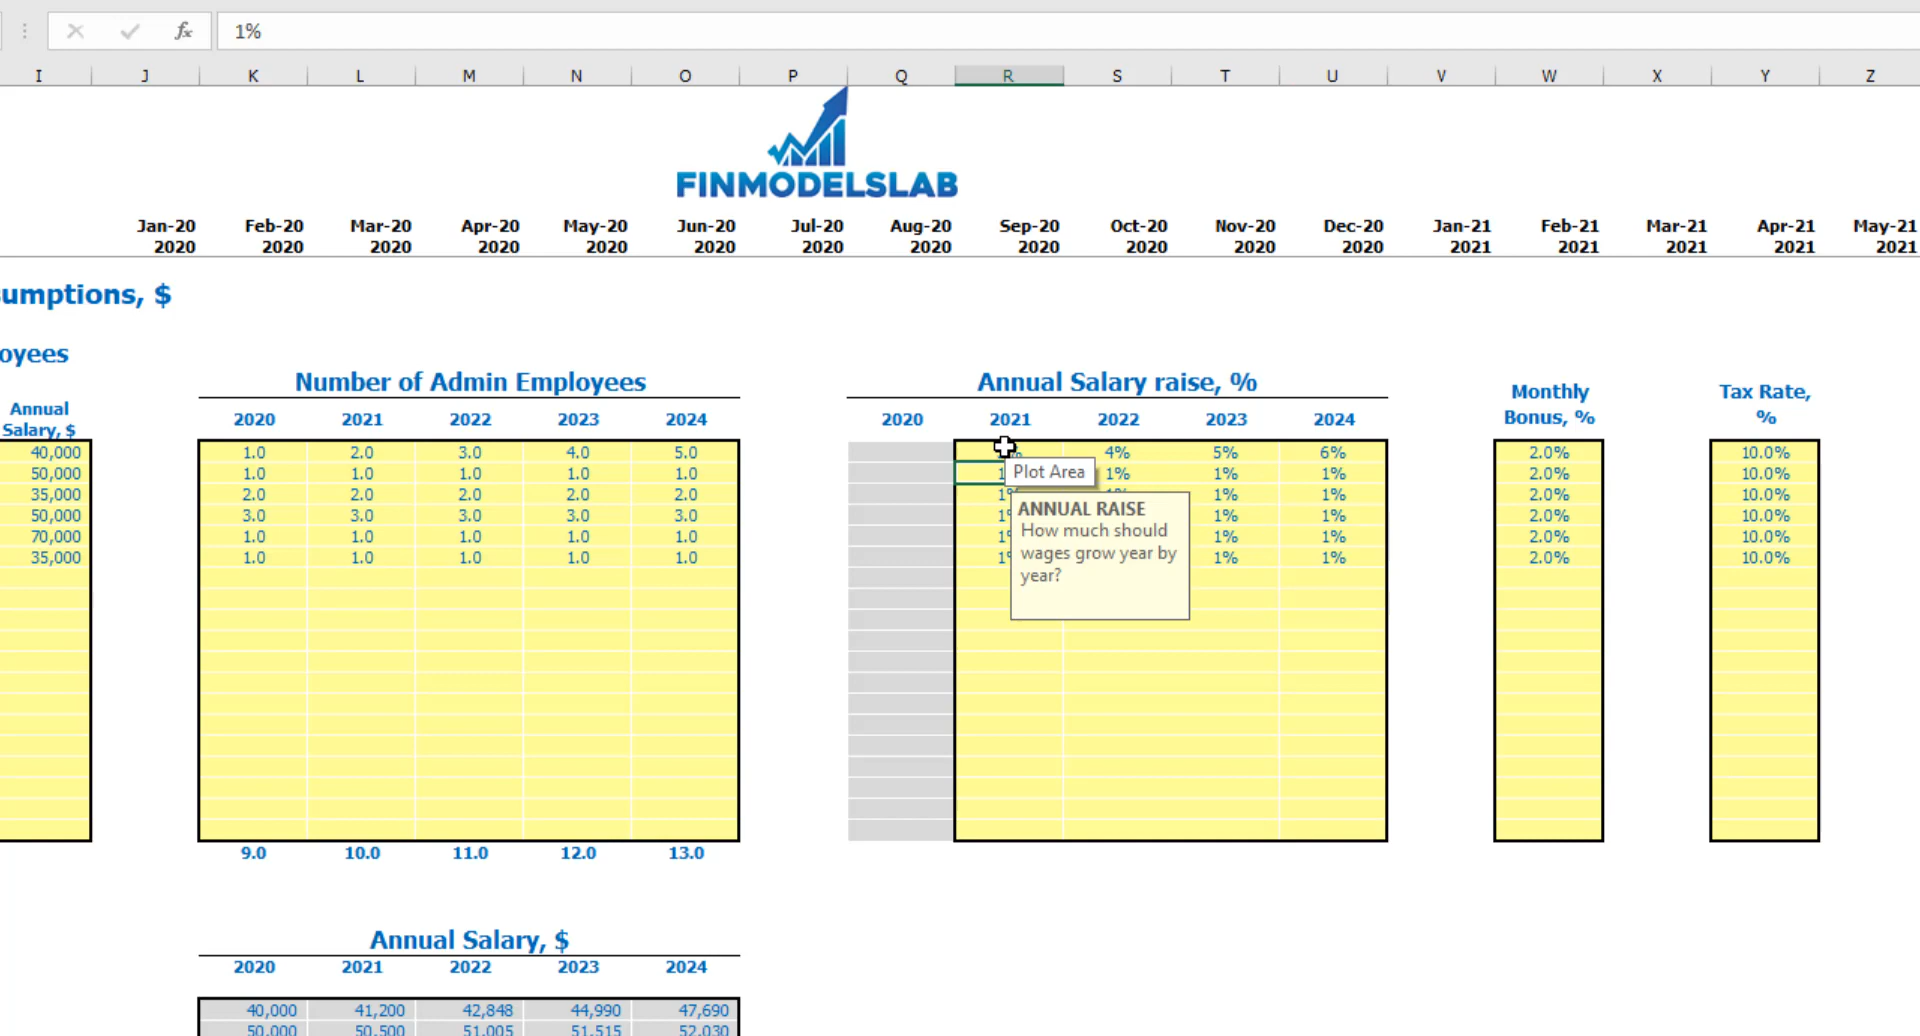 fx 1%
I J K L M N O P Q R S T U V W X Y Z
FINMODELSLAB
Jan-20 Feb-20 Mar-20 Apr-20 May-20 Jun-20 Jul-20 Aug-20 Sep-20 Oct-20 Nov-20 Dec-20 Jan-21 Feb-21 Mar-21 Apr-21 May-21
2020 2020 2020 2020 2020 2020 2020 2020 2020 2020 2020 2020 2021 2021 2021 2021 2021
sumptions, $
oyees
Number of Admin Employees Annual Salary raise, % Monthly Tax Rate,
Annual 2020 2021 2022 2023 2024 2020 2021 2022 2023 2024 Bonus, % %
Salary, $
40,000 1.0 2.0 3.0 4.0 5.0 4% 5% 6% 2.0% 10.0%
50,000 1.0 1.0 1.0 1.0 1.0 1 Plot Area 1% 1% 1% 2.0% 10.0%
35,000 2.0 2.0 2.0 2.0 2.0 1% 1% 1% 2.0% 10.0%
50,000 3.0 3.0 3.0 3.0 3.0 1% ANNUAL RAISE 1% 1% 2.0% 10.0%
70,000 1.0 1.0 1.0 1.0 1.0 1% How much should 1% 1% 2.0% 10.0%
35,000 1.0 1.0 1.0 1.0 1.0 1% wages grow year by 1% 1% 2.0% 10.0%
year?
9.0 10.0 11.0 12.0 13.0
Annual Salary, $
2020 2021 2022 2023 2024
40,000 41,200 42,848 44,990 47,690
50,000 50,500 51,005 51,515 52,030